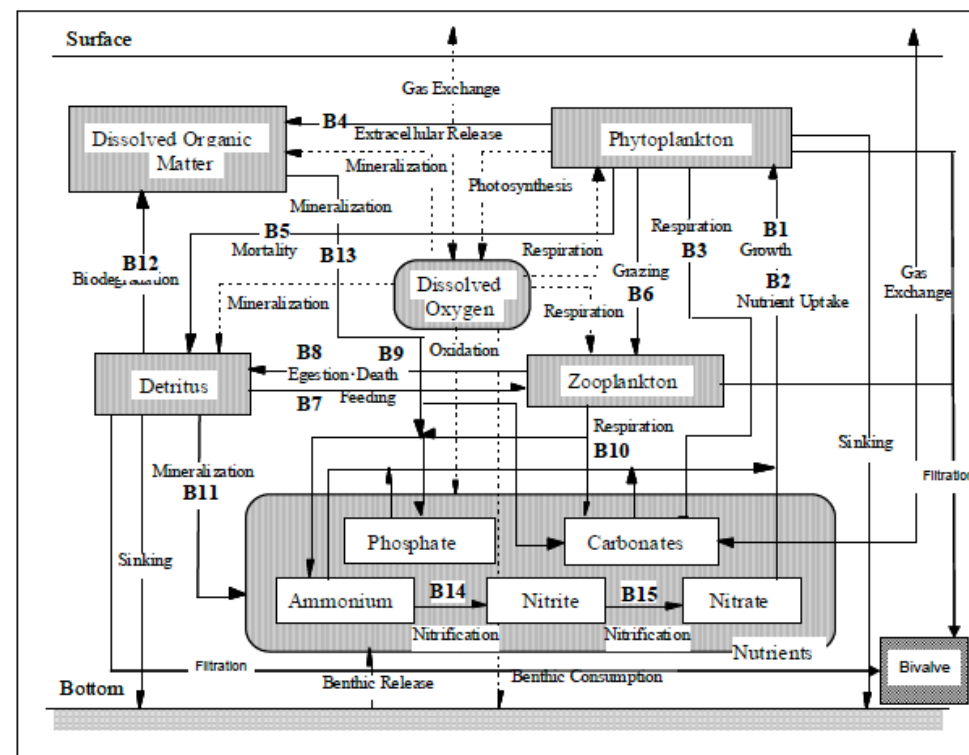 Surface
Gas Exchange
B4
Extracellular Release
Dissolved Organic
Matter
Phytoplankton
Mineralization
Photosynthesis
Mineralization
B5
Mortality
B13
Respiration
Respiration
B3
B1
Growth
B2
Nutrient Uptake
Gas
Exchange
B12
Biodegradation
Grazing
B6
Dissolved
Oxygen
Mineralization
Respiration
B8
B9
Oxidation
Egestion·Death
Detritus
Zooplankton
B7
Feeding
Respiration
B10
Mineralization
B11
Sinking
Filtration
Phosphate
Carbonates
Sinking
Ammonium
B14
Nitrite
B15
Nitrate
Nitrification
Nitrification
Nutrients
Filtration
Bivalve
Bottom
Benthic Release
Benthic Consumption